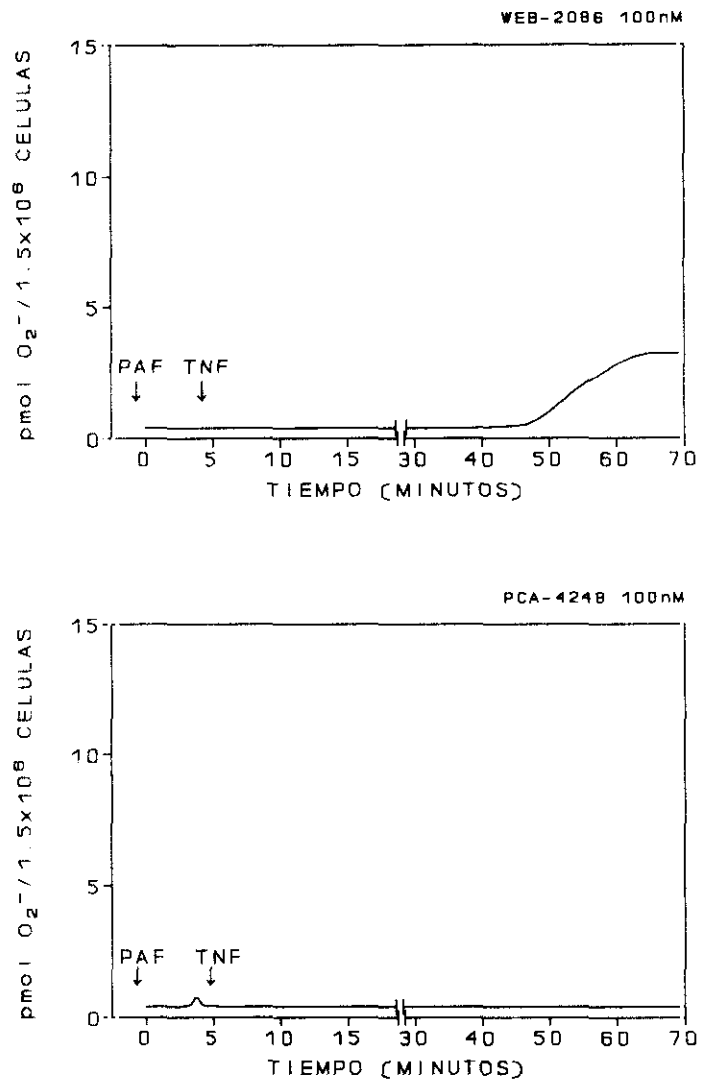 WEB-2086 100nM
15
10
5
0
pmol O₂⁻/1.5x10⁶ CELULAS
PAF TNF
0 5 10 15 30 40 50 60 70
TIEMPO (MINUTOS)
PCA-4248 100nM
15
10
5
0
pmol O₂⁻/1.5x10⁶ CELULAS
PAF TNF
0 5 10 15 30 40 50 60 70
TIEMPO (MINUTOS)